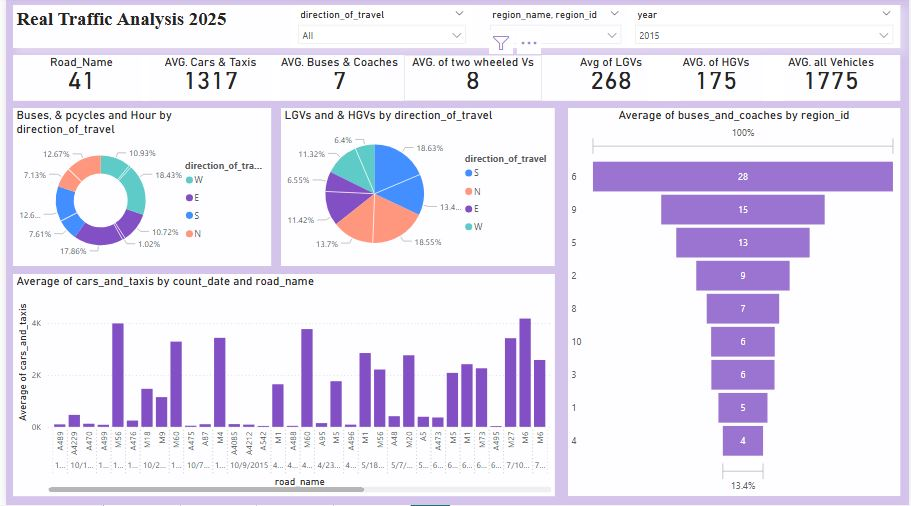 Real Traffic Analysis 2025
direction_of_travel
All
region_name, region_id
year
2015
Road_Name
41
AVG. Cars & Taxis
1317
AVG. Buses & Coaches
7
AVG. of two wheeled Vs
8
Avg of LGVs
268
AVG. of HGVs
175
AVG. all Vehicles
1775
Buses, & pcycles and Hour by
direction_of_travel
12.67%
10.93%
7.13%
18.43%
12.6...
10.72%
7.61%
1.02%
17.86%
direction_of_tra...
W
E
S
N
LGVs and & HGVs by direction_of_travel
6.4%
18.63%
11.32%
6.55%
13.4...
11.42%
13.7%
18.55%
direction_of_travel
S
N
E
W
Average of buses_and_coaches by region_id
100%
6 28
9 15
5 13
2 9
8 7
10 6
3 6
1 5
4 4
13.4%
Average of cars_and_taxis by count_date and road_name
Average of cars_and_taxis
4K
2K
0K
A489 A4229 A470 A499 M56 A476 M18 M9 M60 A475 A87 M4 A4085 A4212 A542 M1 A488 M60 A95 M5 A496 M1 M56 A48 M20 A5 A37 M5 M1 M73 A495 M27 M6 M6
1... 10/1... 1... 1... 10/2... 10/7... 1... 10/9/2015 4... 4... 4/23... 4... 5/18... 5/7/... 6... 6... 6... 6... 6... 7/10... 7...
road_name